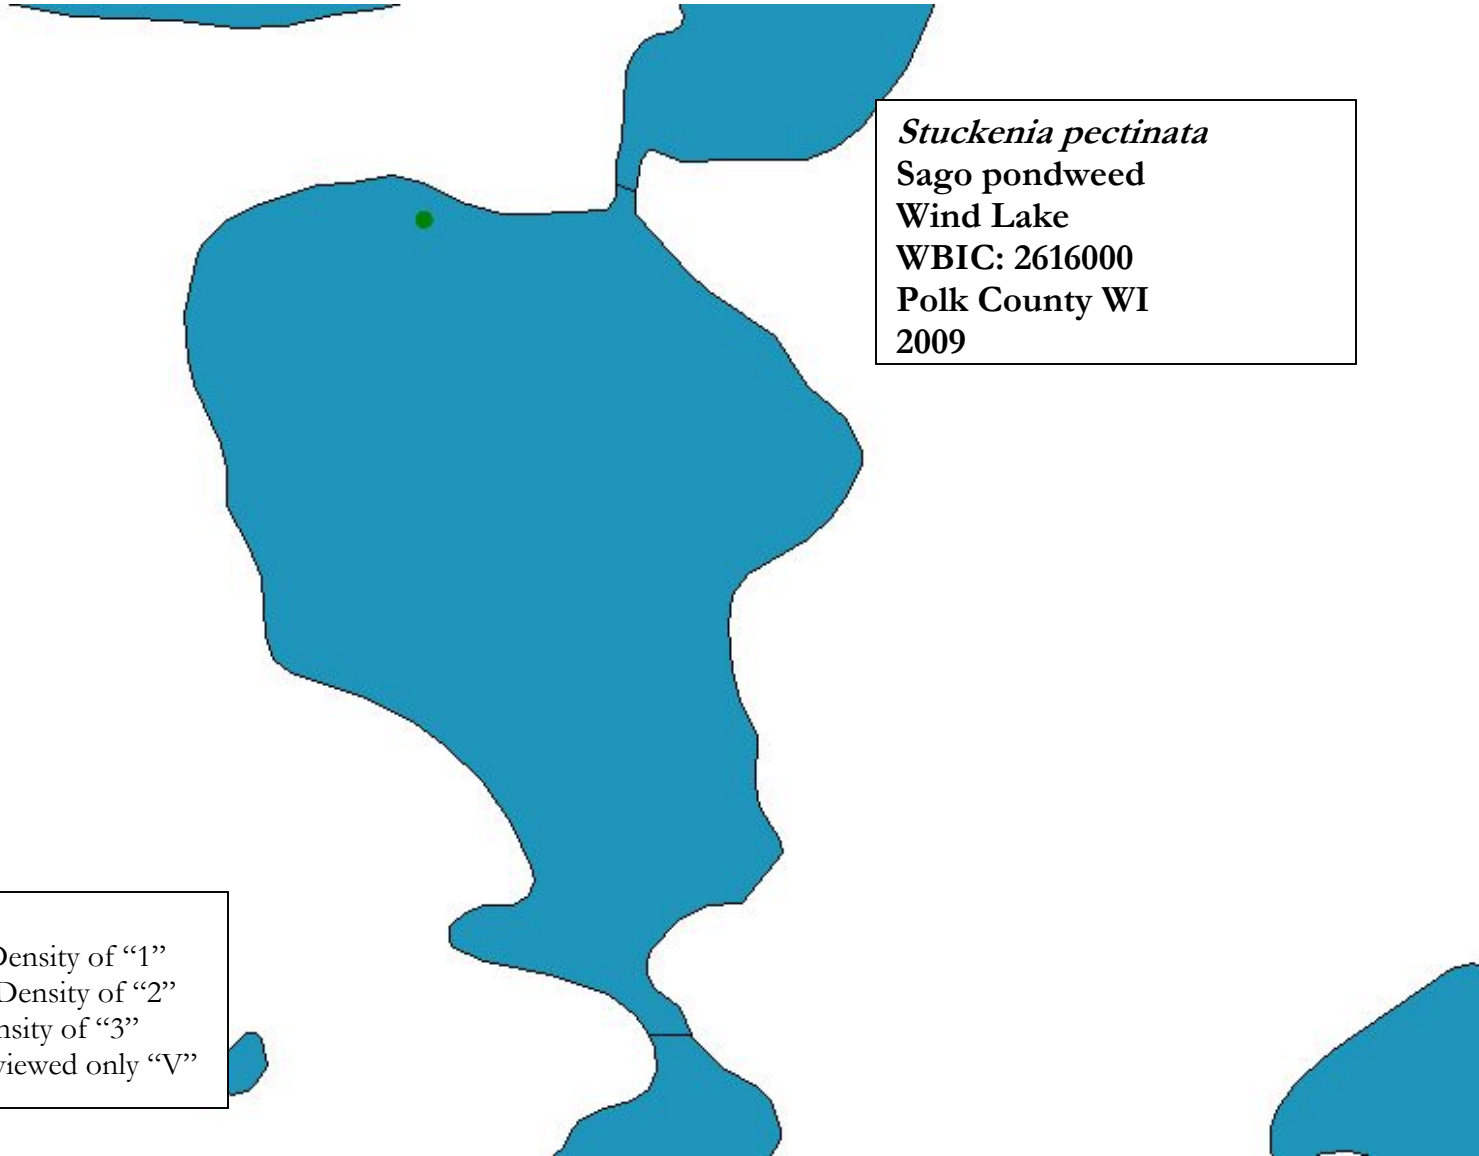 Stuckenia pectinata
Sago pondweed
Wind Lake
WBIC: 2616000
Polk County WI
2009
Density of “1”
Density of “2”
of “3”
viewed only “V”